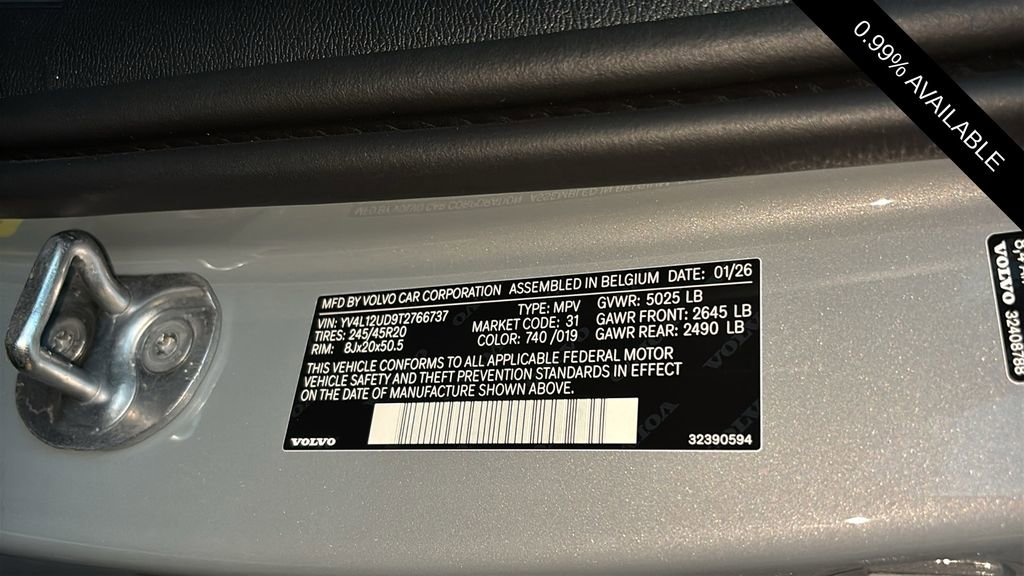 0.99% AVAILABLE
MFD BY VOLVO CAR CORPORATION ASSEMBLED IN BELGIUM DATE: 01/26
VIN: YV4L12UD9T2766737 TYPE: MPV GVWR: 5025 LB
TIRES: 245/45R20 MARKET CODE: 31 GAWR FRONT: 2645 LB
RIM: 8Jx20x50.5 COLOR: 740 /019 GAWR REAR: 2490 LB
THIS VEHICLE CONFORMS TO ALL APPLICABLE FEDERAL MOTOR
VEHICLE SAFETY AND THEFT PREVENTION STANDARDS IN EFFECT
ON THE DATE OF MANUFACTURE SHOWN ABOVE.
VOLVO 32390594
VOLVO 32408788